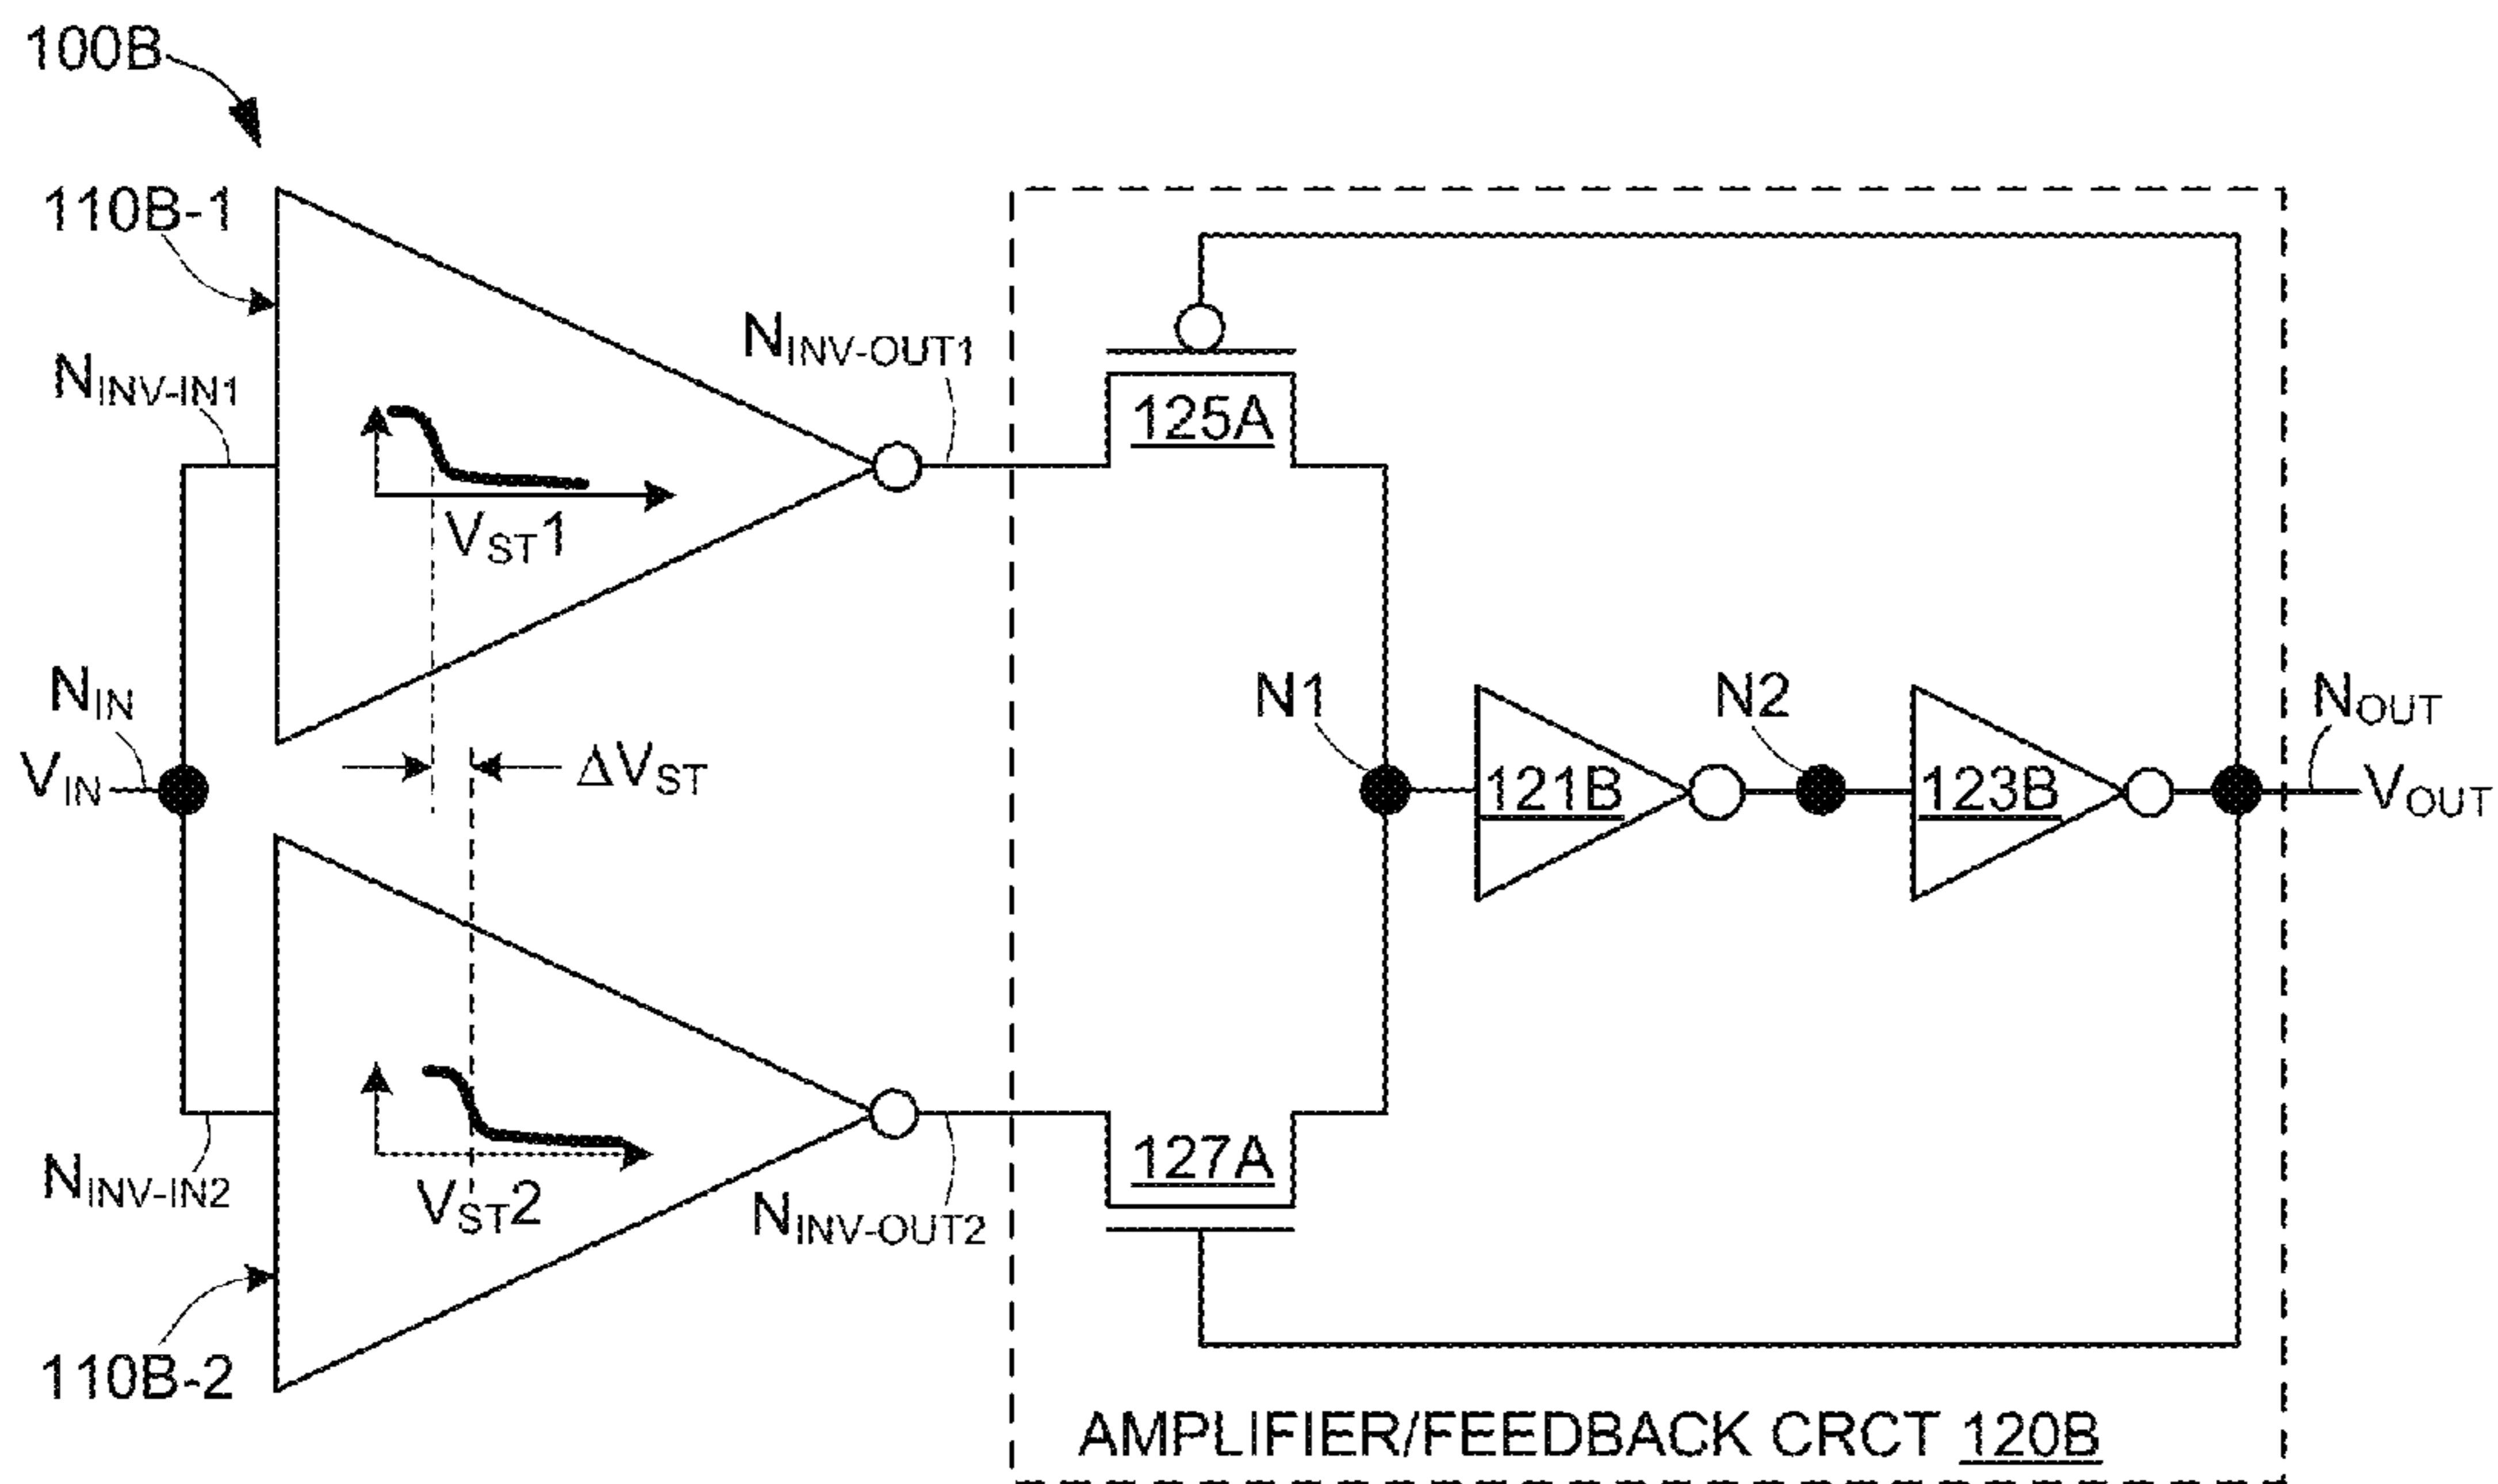 100B
110B-1
N_INV-IN1
N_INV-OUT1
125A
V_ST1
N_IN
V_IN
ΔV_ST
N1
121B
N2
123B
N_OUT
V_OUT
127A
N_INV-IN2
V_ST2
N_INV-OUT2
110B-2
AMPLIFIER/FEEDBACK CRCT 120B